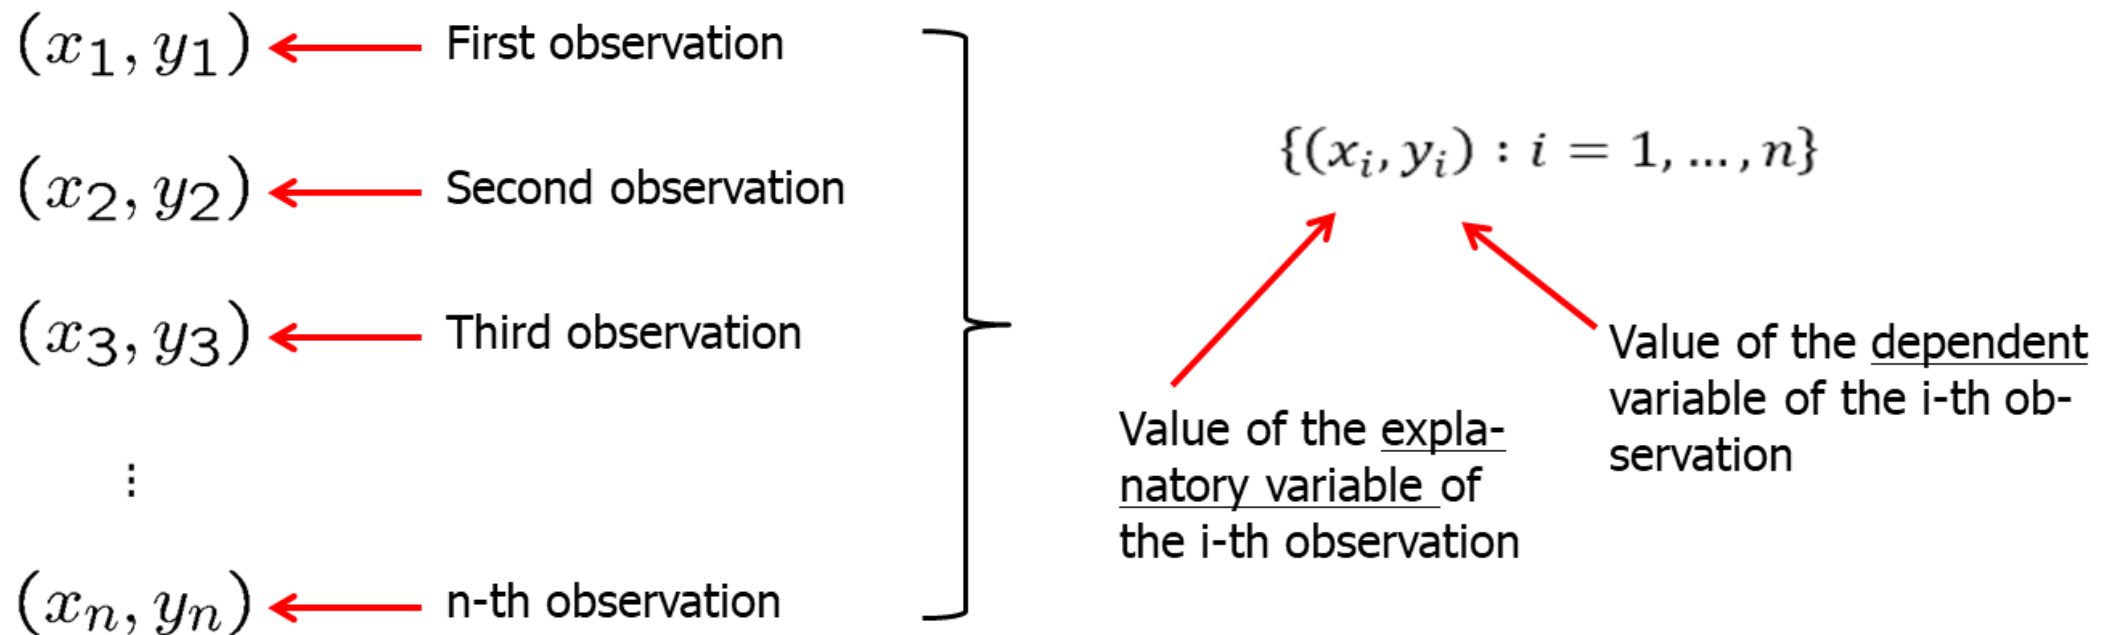 (x₁, y₁) First observation
(x₂, y₂) Second observation
(x₃, y₃) Third observation
⋮
(xₙ, yₙ) n-th observation
{(xᵢ, yᵢ) : i = 1, … , n}
Value of the expla-
natory variable of
the i-th observation
Value of the dependent
variable of the i-th ob-
servation